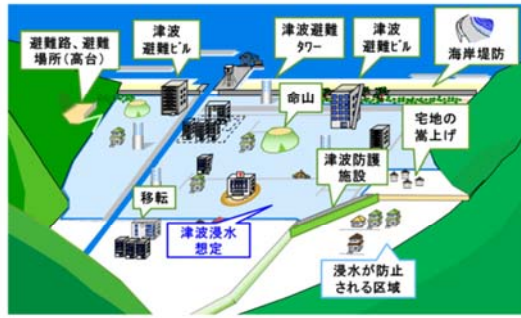 避難路、避難
場所(高台)
津波
避難ビル
津波避難
タワー
津波
避難ビル
海岸堤防
命山
宅地の
嵩上げ
津波防護
施設
移転
津波浸水
想定
浸水が防止
される区域